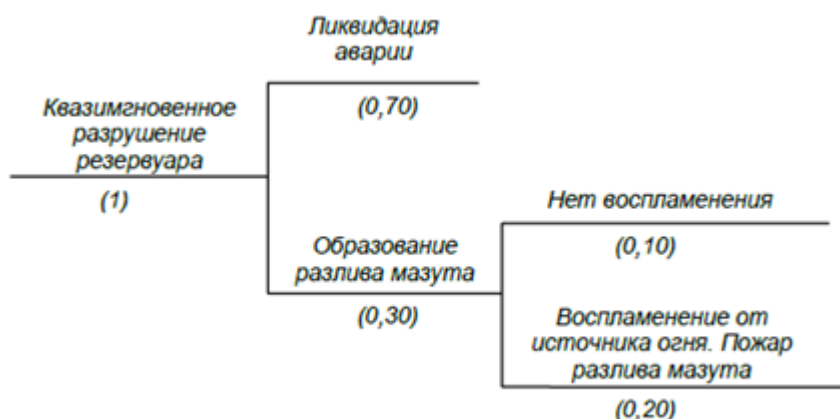 Ликвидация
аварии
(0,70)
Квазимгновенное
разрушение
резервуара
(1)
Образование
разлива мазута
(0,30)
Нет воспламенения
(0,10)
Воспламенение от
источника огня. Пожар
разлива мазута
(0,20)